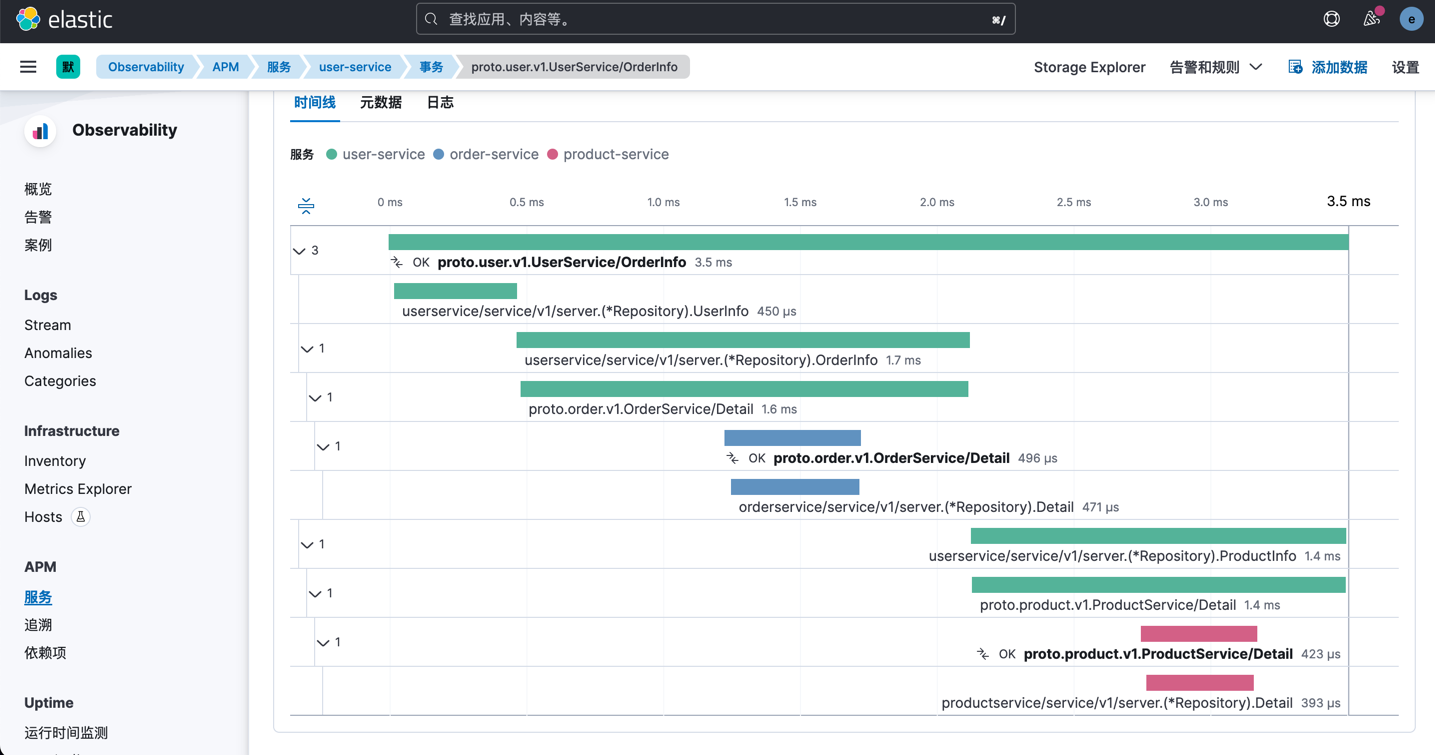 elastic
查找应用、内容等。
⌘/
e
默
Observability
APM
服务
user-service
事务
proto.user.v1.UserService/OrderInfo
Storage Explorer
告警和规则
添加数据
设置
Observability
概览
告警
案例
Logs
Stream
Anomalies
Categories
Infrastructure
Inventory
Metrics Explorer
Hosts
APM
服务
追溯
依赖项
Uptime
运行时间监测
时间线 元数据 日志
服务 user-service order-service product-service
0 ms 0.5 ms 1.0 ms 1.5 ms 2.0 ms 2.5 ms 3.0 ms 3.5 ms
3
OK proto.user.v1.UserService/OrderInfo 3.5 ms
userservice/service/v1/server.(*Repository).UserInfo 450 μs
1
userservice/service/v1/server.(*Repository).OrderInfo 1.7 ms
1
proto.order.v1.OrderService/Detail 1.6 ms
1
OK proto.order.v1.OrderService/Detail 496 μs
orderservice/service/v1/server.(*Repository).Detail 471 μs
1
userservice/service/v1/server.(*Repository).ProductInfo 1.4 ms
1
proto.product.v1.ProductService/Detail 1.4 ms
1
OK proto.product.v1.ProductService/Detail 423 μs
productservice/service/v1/server.(*Repository).Detail 393 μs